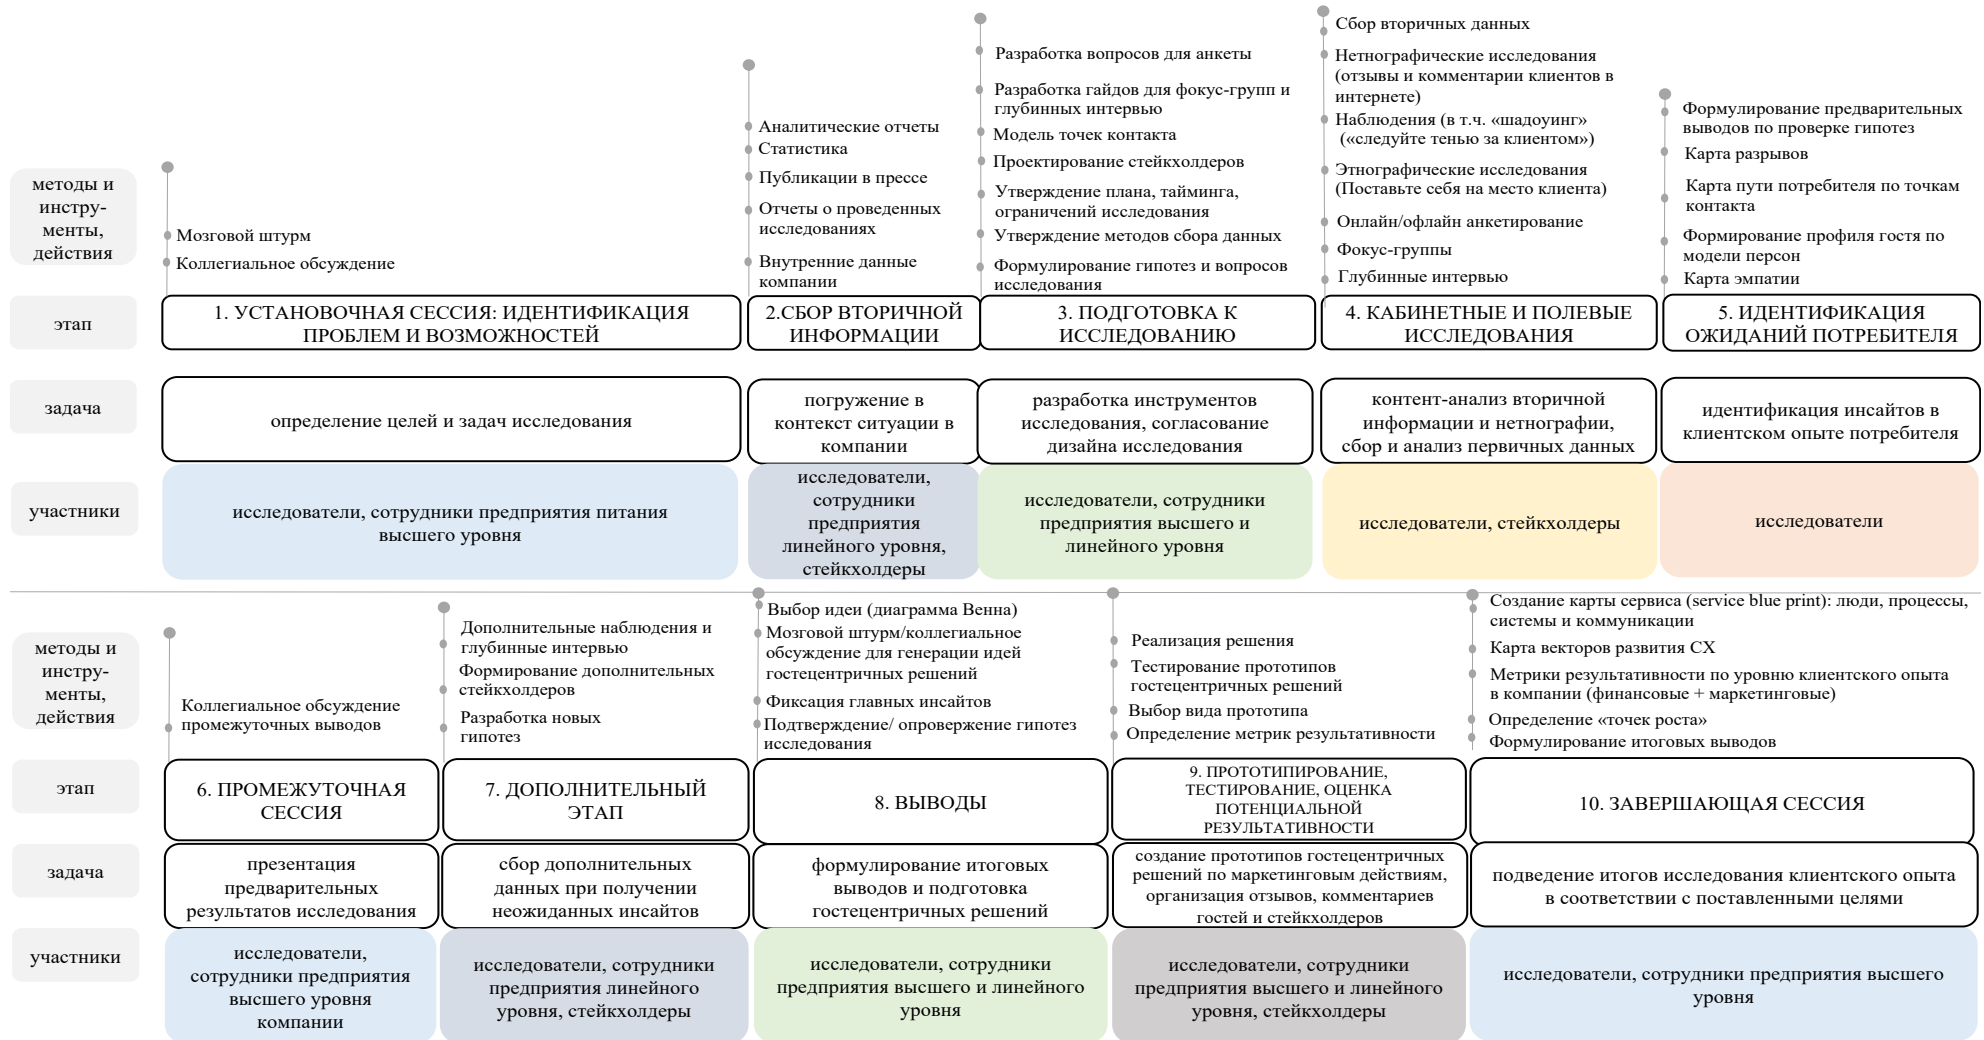 методы и
инстру-
менты,
действия
Мозговой штурм
Коллегиальное обсуждение
Аналитические отчеты
Статистика
Публикации в прессе
Отчеты о проведенных
исследованиях
Внутренние данные
компании
Разработка вопросов для анкеты
Разработка гайдов для фокус-групп и
глубинных интервью
Модель точек контакта
Проектирование стейкхолдеров
Утверждение плана, тайминга,
ограничений исследования
Утверждение методов сбора данных
Формулирование гипотез и вопросов
исследования
Сбор вторичных данных
Нетнографические исследования
(отзывы и комментарии клиентов в
интернете)
Наблюдения (в т.ч. «шадоуинг»
(«следуйте тенью за клиентом»)
Этнографические исследования
(Поставьте себя на место клиента)
Онлайн/офлайн анкетирование
Фокус-группы
Глубинные интервью
Формулирование предварительных
выводов по проверке гипотез
Карта разрывов
Карта пути потребителя по точкам
контакта
Формирование профиля гостя по
модели персон
Карта эмпатии
этап
1. УСТАНОВОЧНАЯ СЕССИЯ: ИДЕНТИФИКАЦИЯ
ПРОБЛЕМ И ВОЗМОЖНОСТЕЙ
2.СБОР ВТОРИЧНОЙ
ИНФОРМАЦИИ
3. ПОДГОТОВКА К
ИССЛЕДОВАНИЮ
4. КАБИНЕТНЫЕ И ПОЛЕВЫЕ
ИССЛЕДОВАНИЯ
5. ИДЕНТИФИКАЦИЯ
ОЖИДАНИЙ ПОТРЕБИТЕЛЯ
задача
определение целей и задач исследования
погружение в
контекст ситуации в
компании
разработка инструментов
исследования, согласование
дизайна исследования
контент-анализ вторичной
информации и нетнографии,
сбор и анализ первичных данных
идентификация инсайтов в
клиентском опыте потребителя
участники
исследователи, сотрудники предприятия питания
высшего уровня
исследователи,
сотрудники
предприятия
линейного уровня,
стейкхолдеры
исследователи, сотрудники
предприятия высшего и
линейного уровня
исследователи, стейкхолдеры
исследователи
методы и
инстру-
менты,
действия
Коллегиальное обсуждение
промежуточных выводов
Дополнительные наблюдения и
глубинные интервью
Формирование дополнительных
стейкхолдеров
Разработка новых
гипотез
Выбор идеи (диаграмма Венна)
Мозговой штурм/коллегиальное
обсуждение для генерации идей
гостецентричных решений
Фиксация главных инсайтов
Подтверждение/ опровержение гипотез
исследования
Реализация решения
Тестирование прототипов
гостецентричных решений
Выбор вида прототипа
Определение метрик результативности
Создание карты сервиса (service blue print): люди, процессы,
системы и коммуникации
Карта векторов развития СХ
Метрики результативности по уровню клиентского опыта
в компании (финансовые + маркетинговые)
Определение «точек роста»
Формулирование итоговых выводов
этап
6. ПРОМЕЖУТОЧНАЯ
СЕССИЯ
7. ДОПОЛНИТЕЛЬНЫЙ
ЭТАП
8. ВЫВОДЫ
9. ПРОТОТИПИРОВАНИЕ,
ТЕСТИРОВАНИЕ, ОЦЕНКА
ПОТЕНЦИАЛЬНОЙ
РЕЗУЛЬТАТИВНОСТИ
10. ЗАВЕРШАЮЩАЯ СЕССИЯ
задача
презентация
предварительных
результатов исследования
сбор дополнительных
данных при получении
неожиданных инсайтов
формулирование итоговых
выводов и подготовка
гостецентричных решений
создание прототипов гостецентричных
решений по маркетинговым действиям,
организация отзывов, комментариев
гостей и стейкхолдеров
подведение итогов исследования клиентского опыта
в соответствии с поставленными целями
участники
исследователи,
сотрудники предприятия
высшего уровня
компании
исследователи, сотрудники
предприятия линейного
уровня, стейкхолдеры
исследователи, сотрудники
предприятия высшего и линейного
уровня
исследователи, сотрудники
предприятия высшего и линейного
уровня, стейкхолдеры
исследователи, сотрудники предприятия высшего
уровня